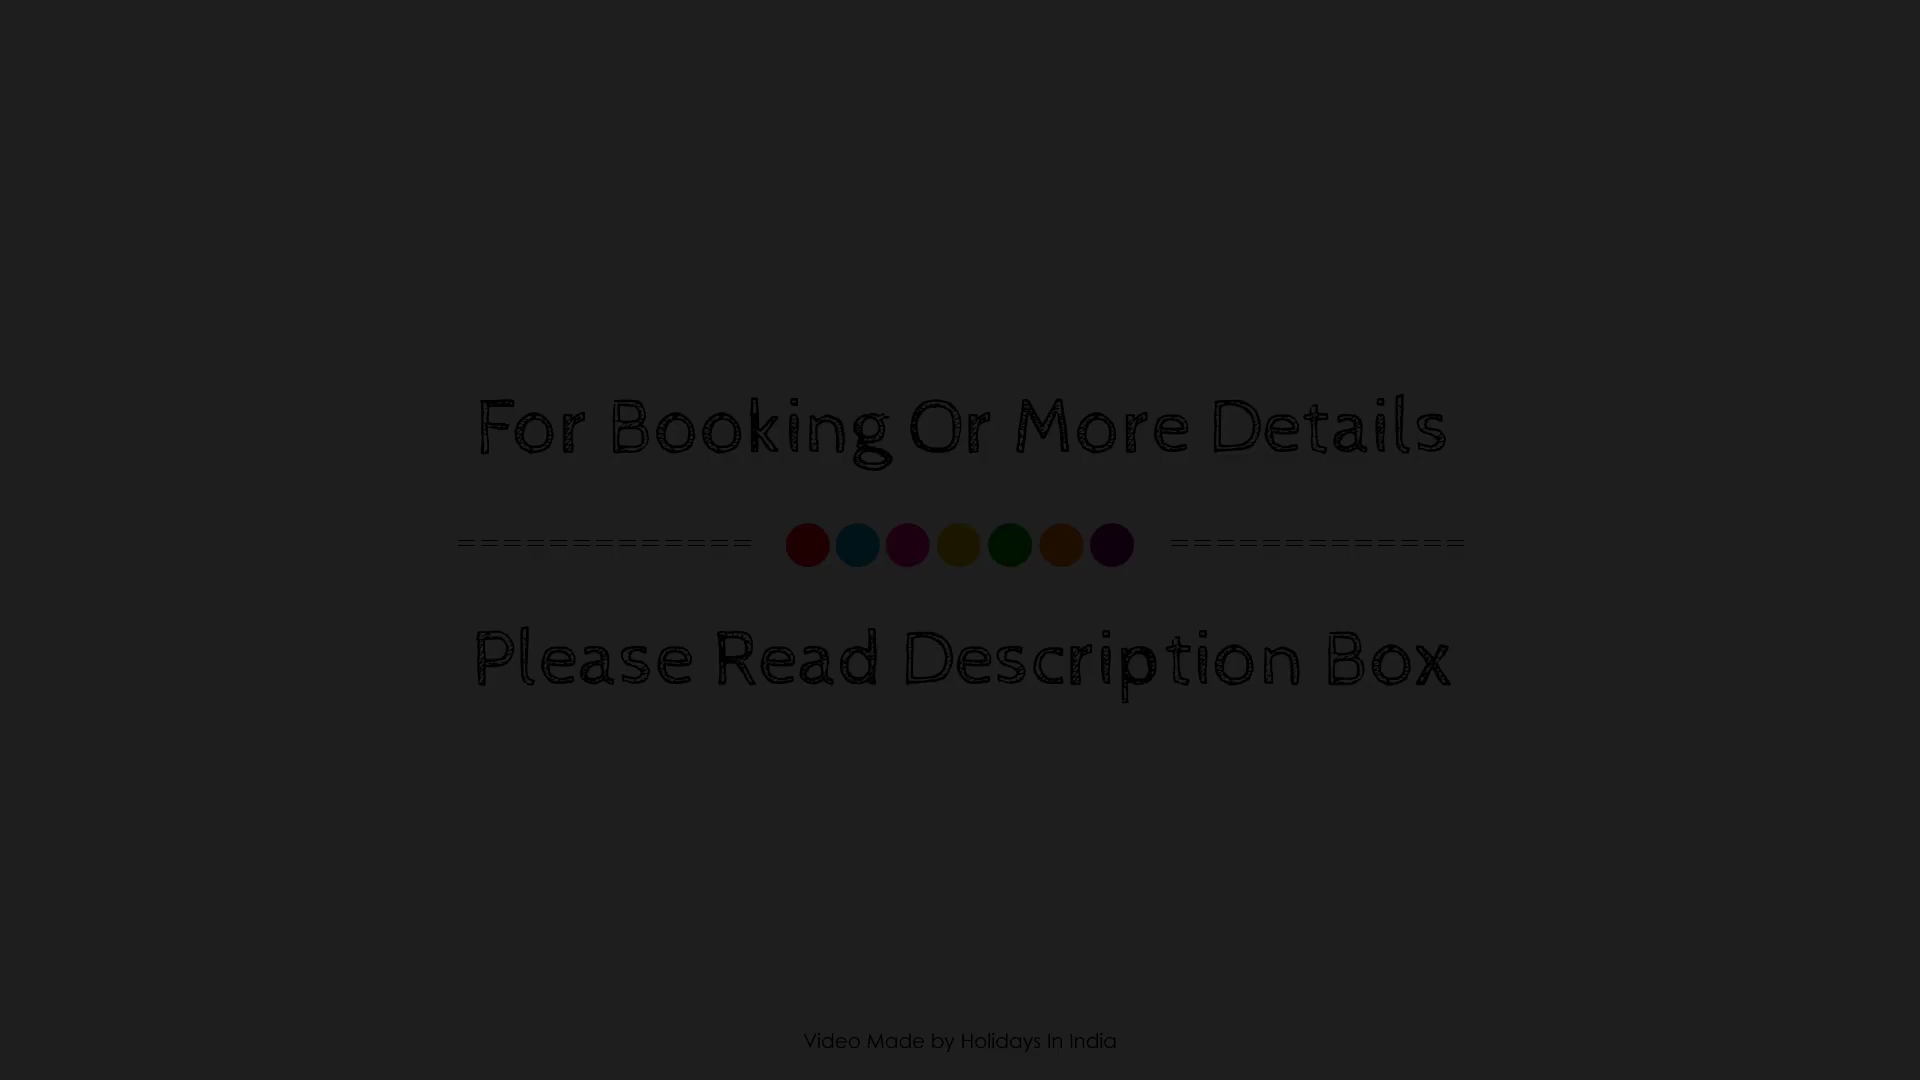 For Booking Or More Details
============= =============
Please Read Description Box
Video Made by Holidays In India